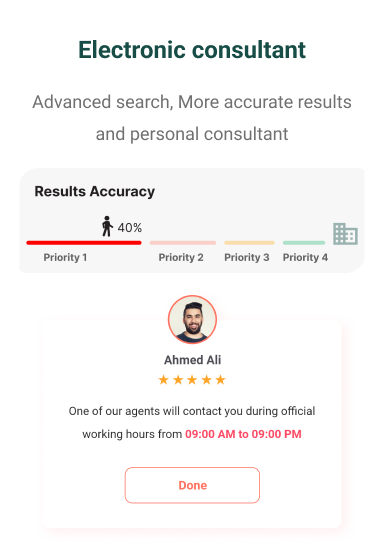 Electronic consultant
Advanced search, More accurate results
and personal consultant
Results Accuracy
40%
Priority 1 Priority 2 Priority 3 Priority 4
Ahmed Ali
One of our agents will contact you during official
working hours from 09:00 AM to 09:00 PM
Done